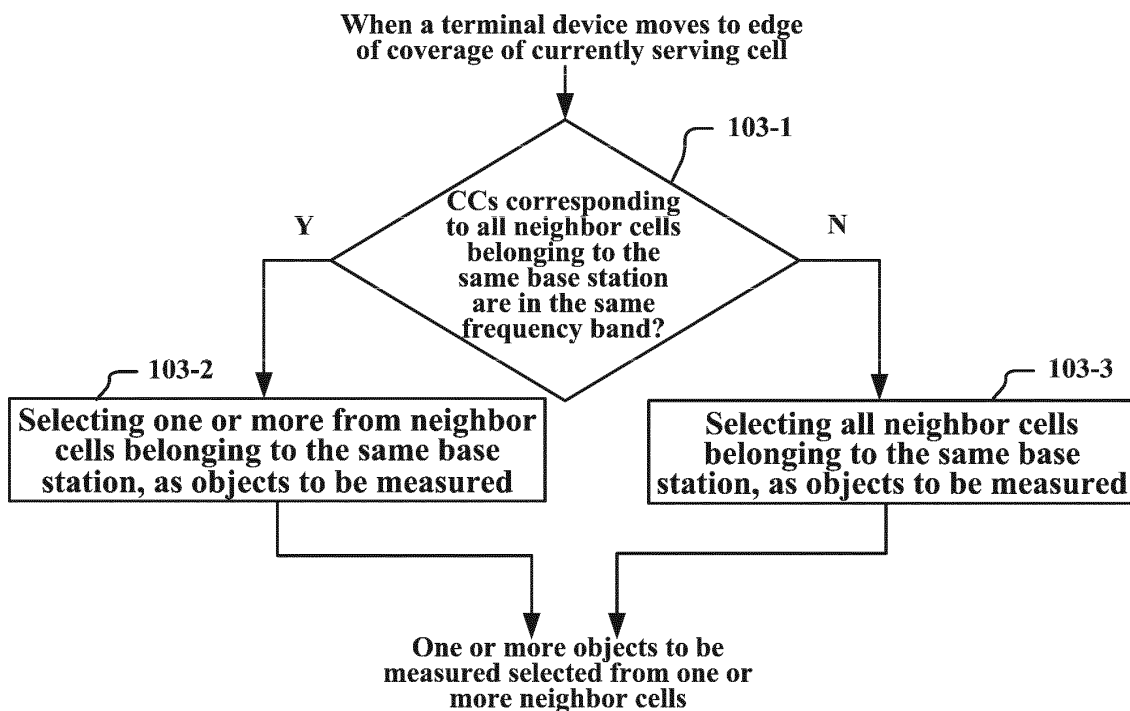 When a terminal device moves to edge
of coverage of currently serving cell
103-1
CCs corresponding
to all neighbor cells
belonging to the
same base station
are in the same
frequency band?
Y
N
103-2
Selecting one or more from neighbor
cells belonging to the same base
station, as objects to be measured
103-3
Selecting all neighbor cells
belonging to the same base
station, as objects to be measured
One or more objects to be
measured selected from one or
more neighbor cells